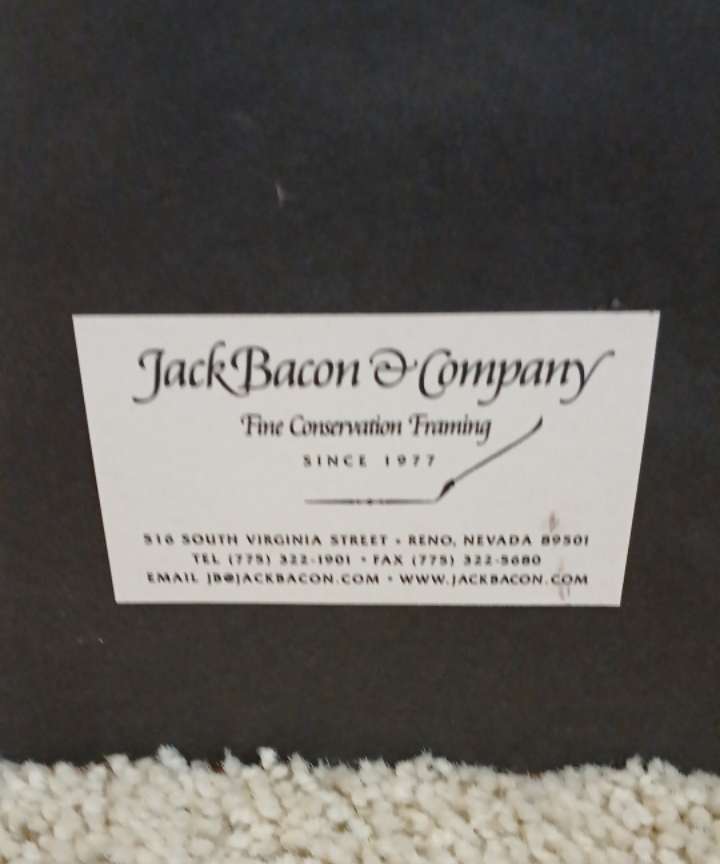 Jack Bacon & Company
Fine Conservation Framing
SINCE 1977
516 SOUTH VIRGINIA STREET • RENO, NEVADA 89501
TEL (775) 322-1901 • FAX (775) 322-5680
EMAIL JB@JACKBACON.COM • WWW.JACKBACON.COM